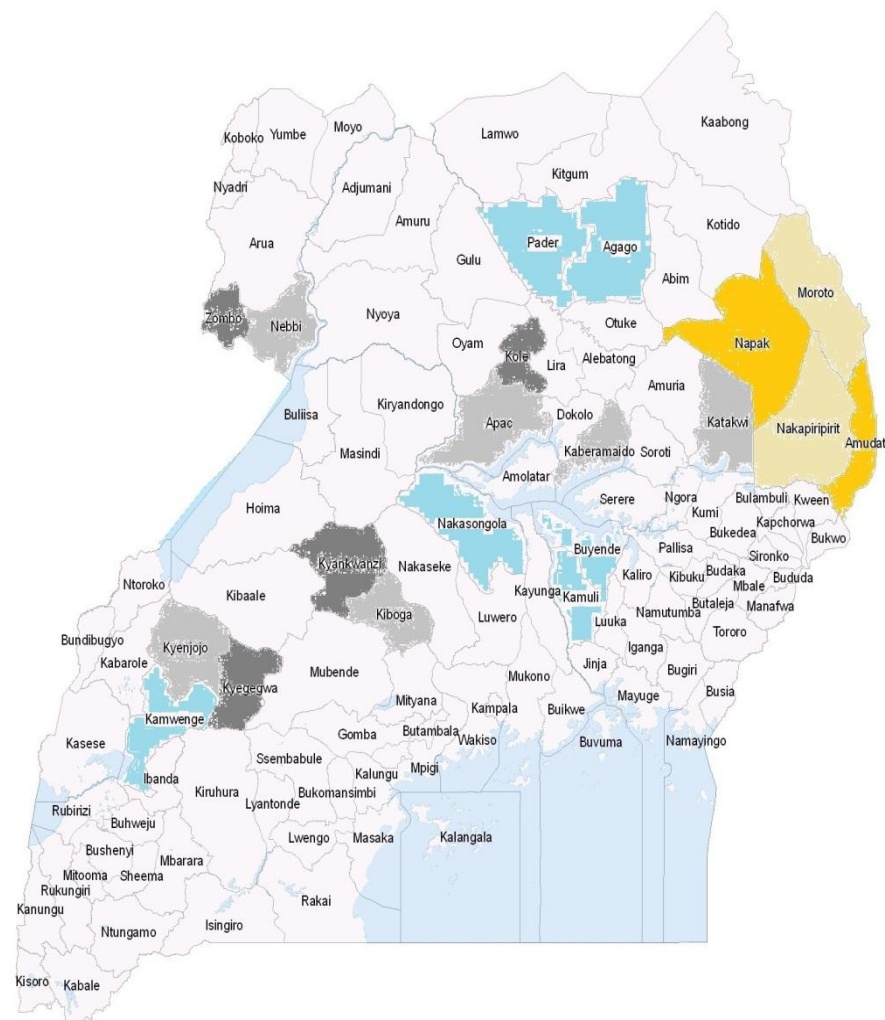 Kaabong
Koboko
Yumbe
Moyo
Lamwo
Kitgum
Nyadri
Adjumani
Amuru
Kotido
Arua
Pader
Agago
Gulu
Abim
Moroto
Zombo
Nebbi
Nyoya
Otuke
Napak
Oyam
Kole
Lira
Alebatong
Amuria
Buliisa
Kiryandongo
Apac
Dokolo
Katakwi
Nakapiripirit
Amudat
Masindi
Kaberamaido
Soroti
Amolatar
Hoima
Serere
Ngora
Bulambuli
Kween
Kumi
Kapchorwa
Nakasongola
Bukedea
Bukwo
Kyankwanzi
Nakaseke
Buyende
Pallisa
Sironko
Ntoroko
Kibaale
Kayunga
Kamuli
Kaliro
Kibuku
Budaka
Bududa
Mbale
Kiboga
Luwero
Luuka
Namutumba
Butaleja
Manafwa
Bundibugyo
Kyenjojo
Tororo
Kabarole
Iganga
Kyegegwa
Mubende
Mukono
Jinja
Bugiri
Kamwenge
Mityana
Kampala
Buikwe
Mayuge
Busia
Kasese
Gomba
Butambala
Wakiso
Buvuma
Namayingo
Ssembabule
Ibanda
Kiruhura
Kalungu
Mpigi
Lyantonde
Bukomansimbi
Rubirizi
Buhweju
Bushenyi
Mbarara
Lwengo
Masaka
Kalangala
Mitooma
Sheema
Rukungiri
Kanungu
Rakai
Isingiro
Ntungamo
Kisoro
Kabale